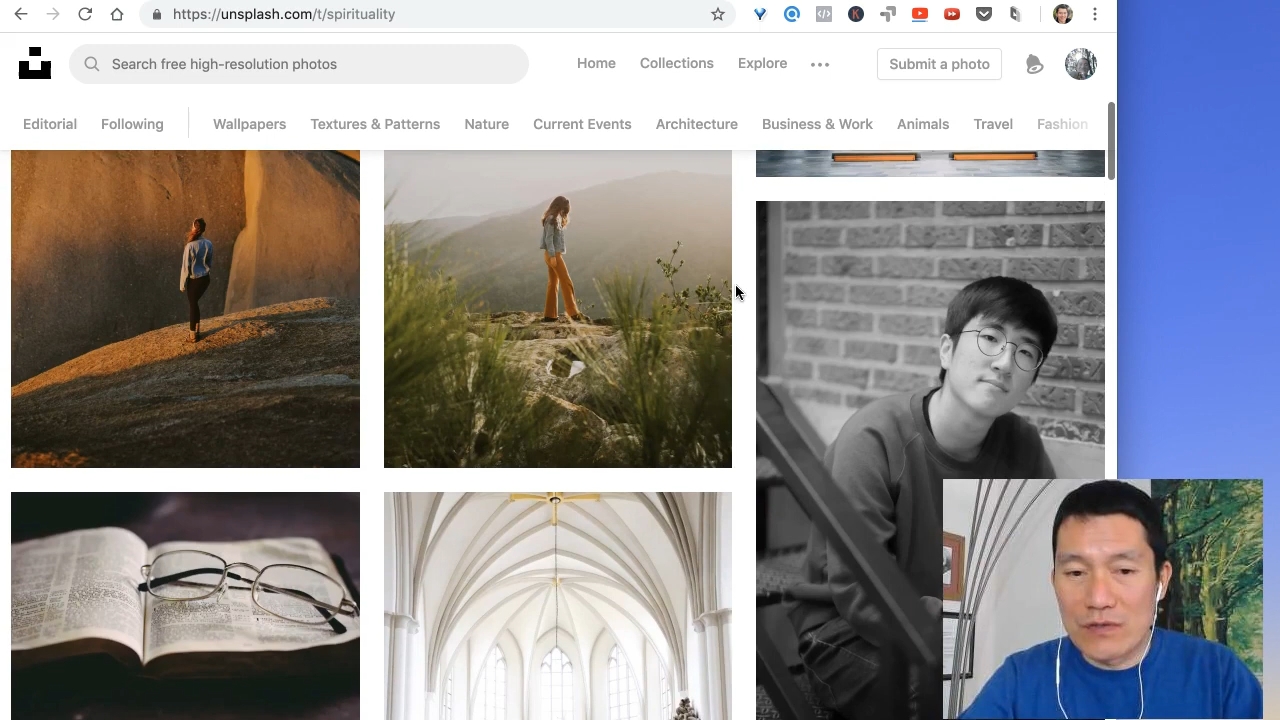 https://unsplash.com/t/spirituality
Search free high-resolution photos
Home Collections Explore Submit a photo
Editorial Following Wallpapers Textures & Patterns Nature Current Events Architecture Business & Work Animals Travel Fashion